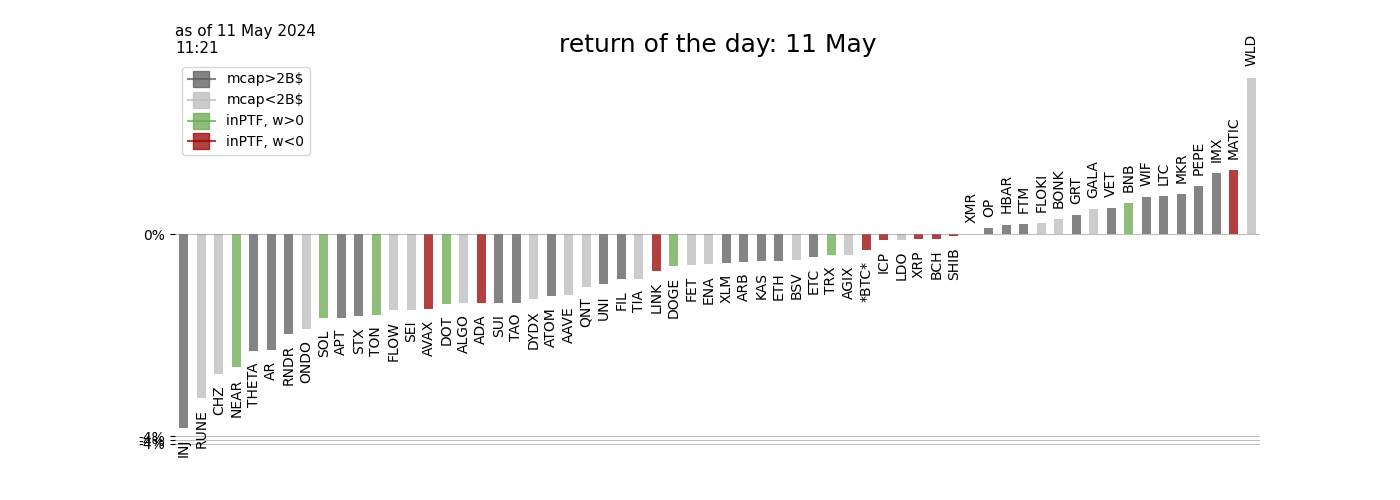 as of 11 May 2024
11:21
return of the day: 11 May
mcap>2B$
mcap<2B$
inPTF, w>0
inPTF, w<0
0%
-4%
-4%
INJ
RUNE
CHZ
NEAR
THETA
AR
RNDR
ONDO
SOL
APT
STX
TON
FLOW
SEI
AVAX
DOT
ALGO
ADA
SUI
TAO
DYDX
ATOM
AAVE
QNT
UNI
FIL
TIA
LINK
DOGE
FET
ENA
XLM
ARB
KAS
ETH
BSV
ETC
TRX
AGIX
*BTC*
ICP
LDO
XRP
BCH
SHIB
XMR
OP
HBAR
FTM
FLOKI
BONK
GRT
GALA
VET
BNB
WIF
LTC
MKR
PEPE
IMX
MATIC
WLD